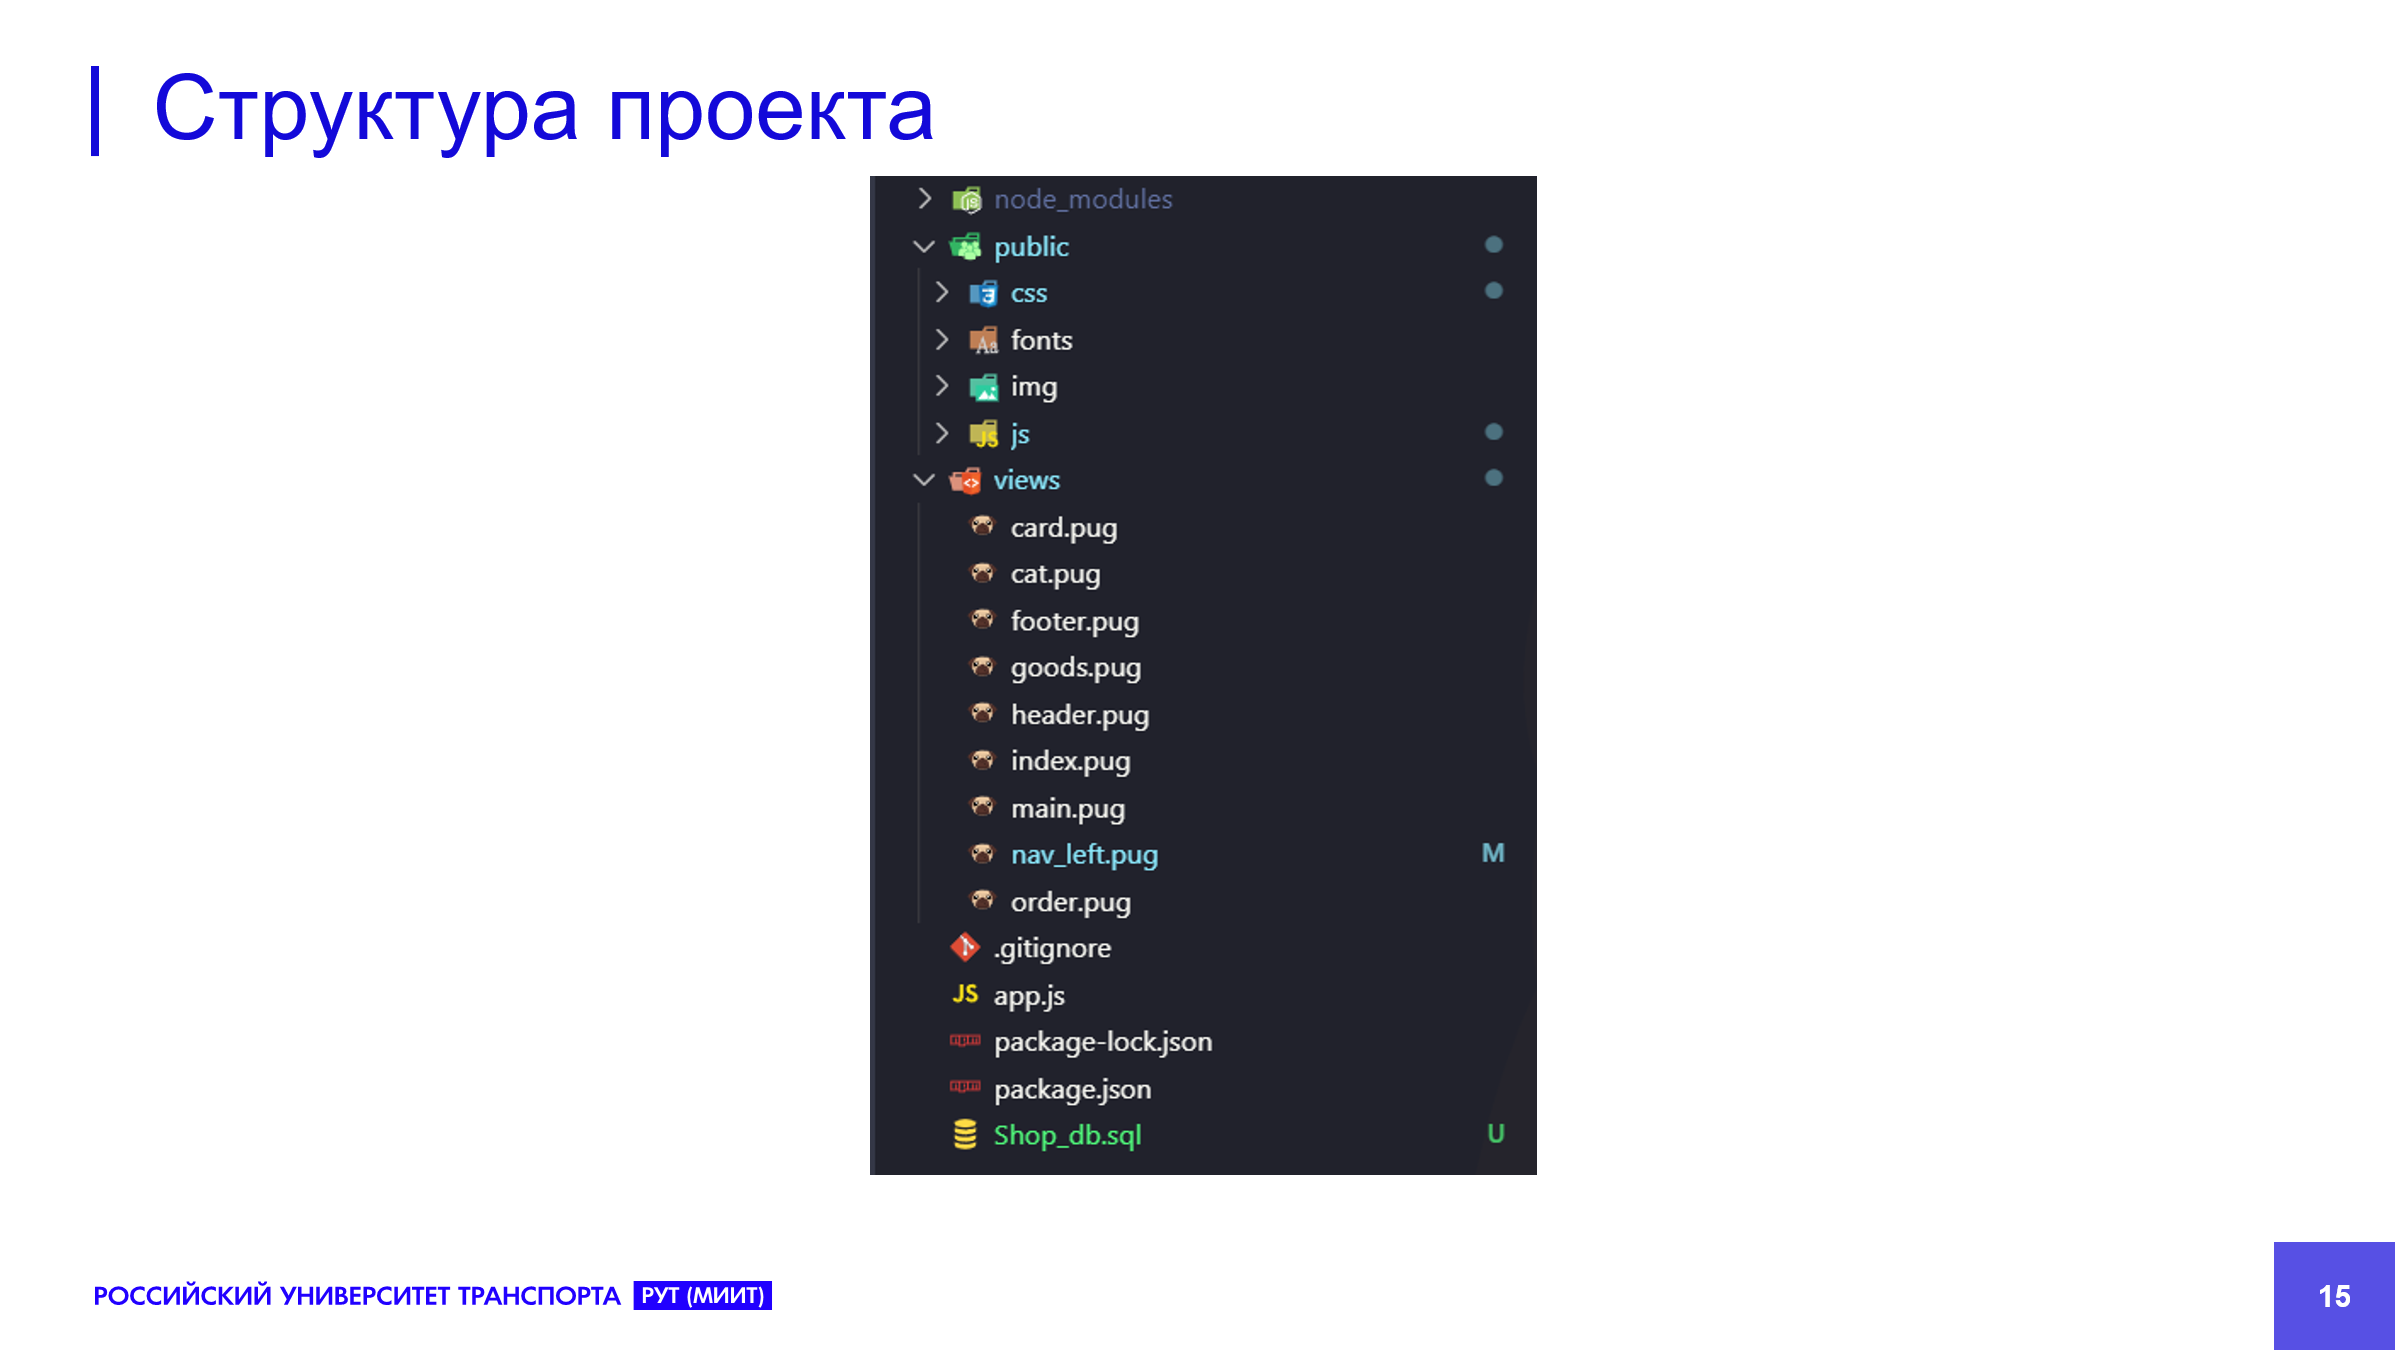 Структура проекта
node_modules
public
css
fonts
img
js
views
card.pug
cat.pug
footer.pug
goods.pug
header.pug
index.pug
main.pug
nav_left.pug M
order.pug
.gitignore
JS app.js
package-lock.json
package.json
Shop_db.sql U
РОССИЙСКИЙ УНИВЕРСИТЕТ ТРАНСПОРТА РУТ (МИИТ)
15